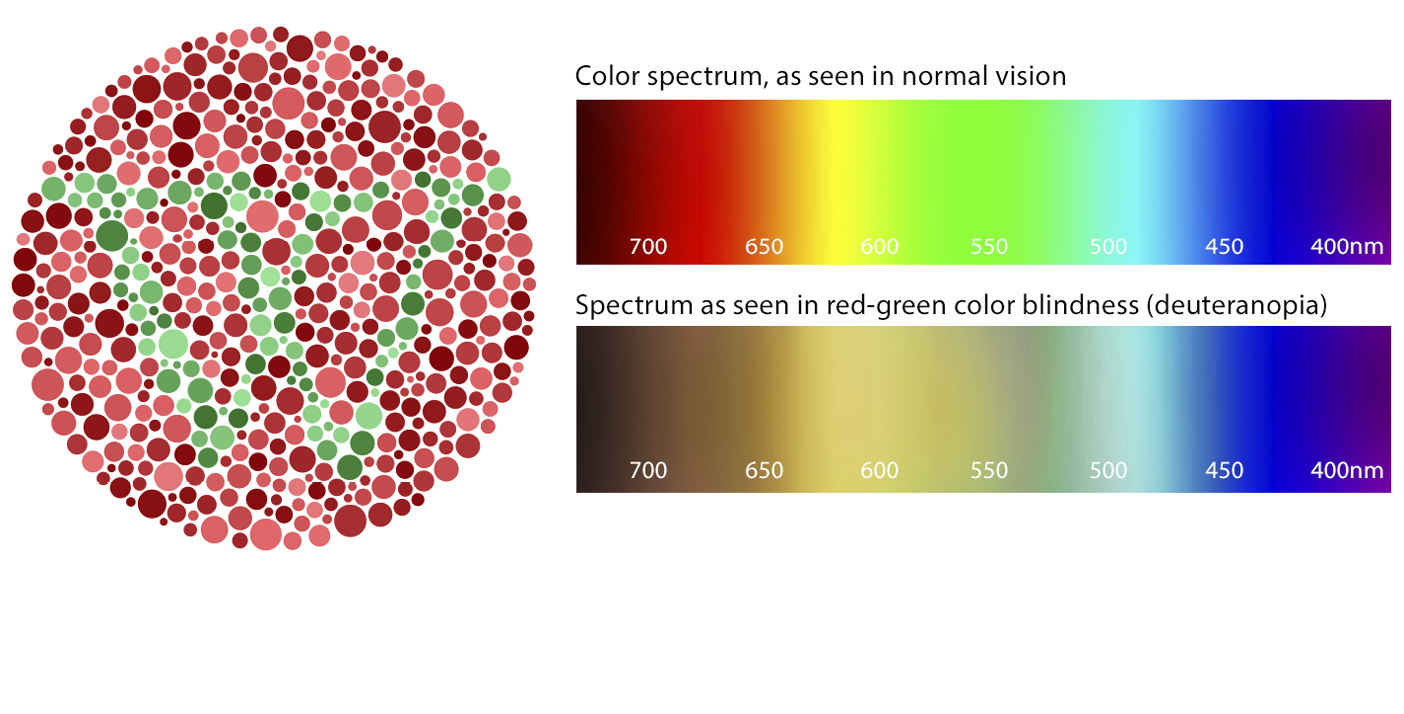 W
Color spectrum, as seen in normal vision
700 650 600 550 500 450 400nm
Spectrum as seen in red-green color blindness (deuteranopia)
700 650 600 550 500 450 400nm